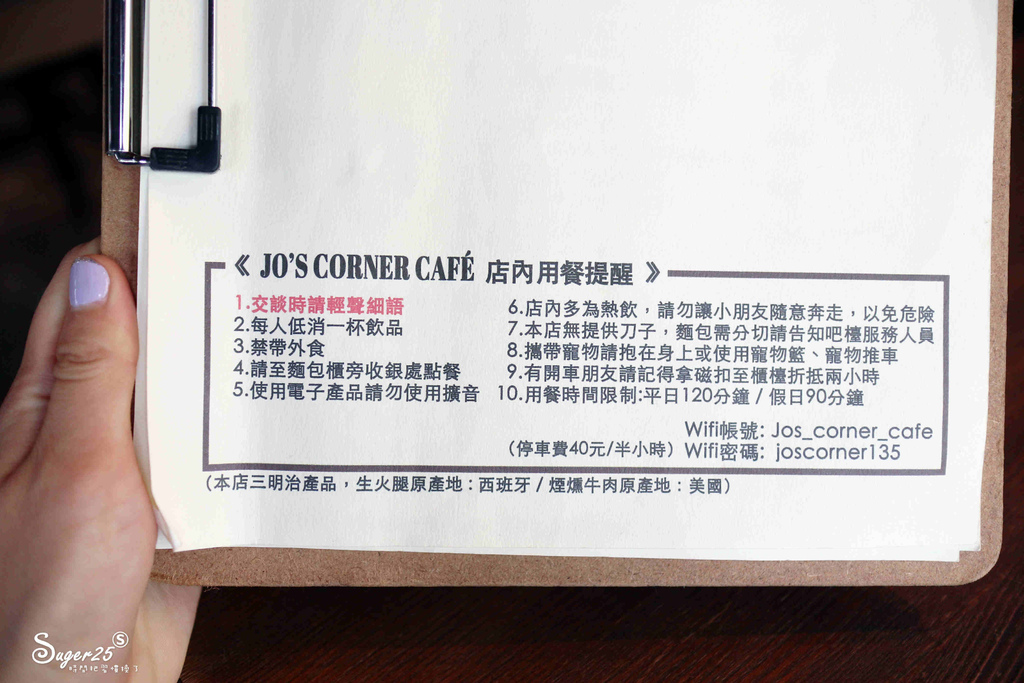 《 JO'S CORNER CAFÉ 店內用餐提醒 》
1.交談時請輕聲細語
2.每人低消一杯飲品
3.禁帶外食
4.請至麵包櫃旁收銀處點餐
5.使用電子產品請勿使用擴音
6.店內多為熱飲，請勿讓小朋友隨意奔走，以免危險
7.本店無提供刀子，麵包需分切請告知吧檯服務人員
8.攜帶寵物請抱在身上或使用寵物籃、寵物推車
9.有開車朋友請記得拿磁扣至櫃檯折抵兩小時
10.用餐時間限制:平日120分鐘 / 假日90分鐘
Wifi帳號: Jos_corner_cafe
（停車費40元/半小時）Wifi密碼: joscorner135
（本店三明治產品，生火腿原產地：西班牙 / 煙燻牛肉原產地：美國）
Suger25 S
時間把習慣換了